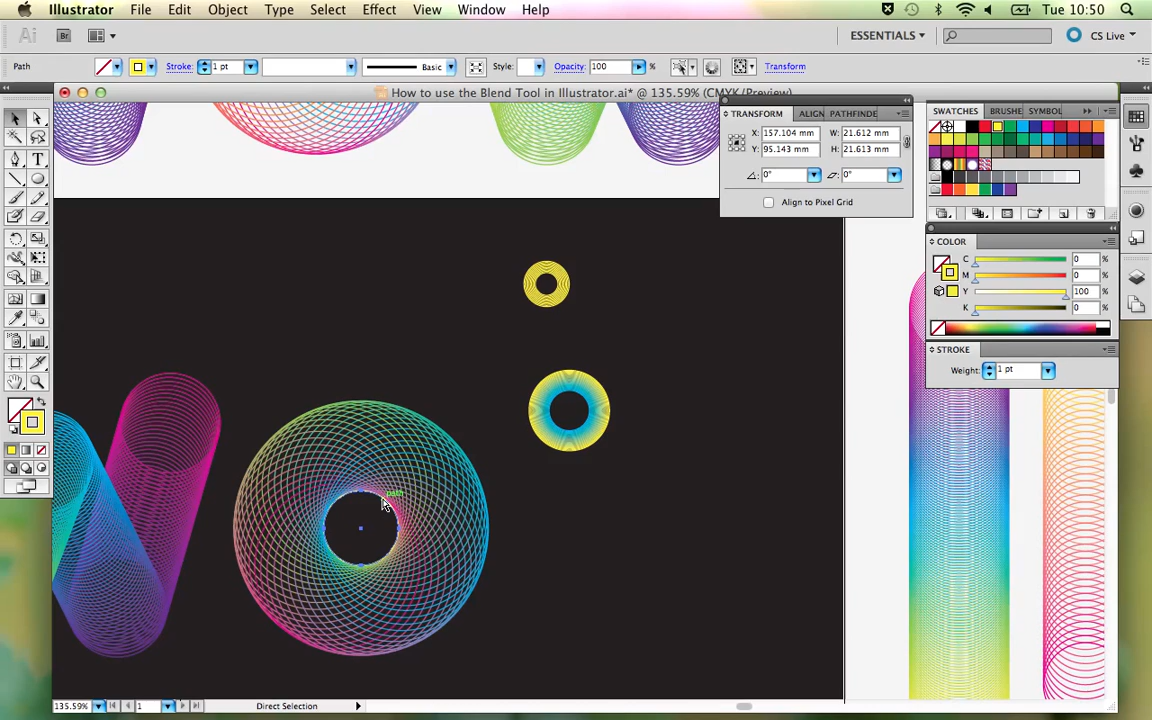 Illustrator File Edit Object Type Select Effect View Window Help Tue 10:50
Ai Br ESSENTIALS CS Live
Path Stroke: 1 pt Basic Style: Opacity: 100 % Transform
How to use the Blend Tool in Illustrator.ai* @ 135.59% (CMYK/Preview)
TRANSFORM ALIGN PATHFINDE
X: 157.104 mm W: 21.612 mm
Y: 95.143 mm H: 21.613 mm
0° 0°
Align to Pixel Grid
SWATCHES BRUSHE SYMBOL
COLOR
C 0 %
M 0 %
Y 100 %
K 0 %
STROKE
Weight: 1 pt
T
path
135.59% 1 Direct Selection